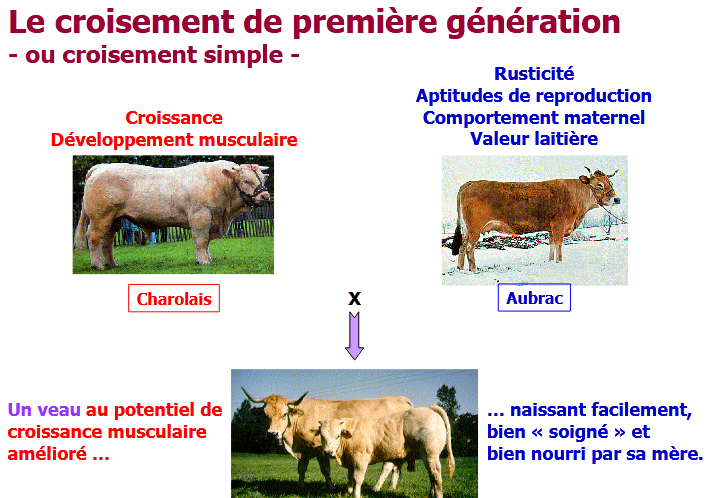 Le croisement de première génération
- ou croisement simple -
Croissance
Développement musculaire
Rusticité
Aptitudes de reproduction
Comportement maternel
Valeur laitière
Charolais
X
Aubrac
Un veau au potentiel de
croissance musculaire
amélioré ...
... naissant facilement,
bien « soigné » et
bien nourri par sa mère.